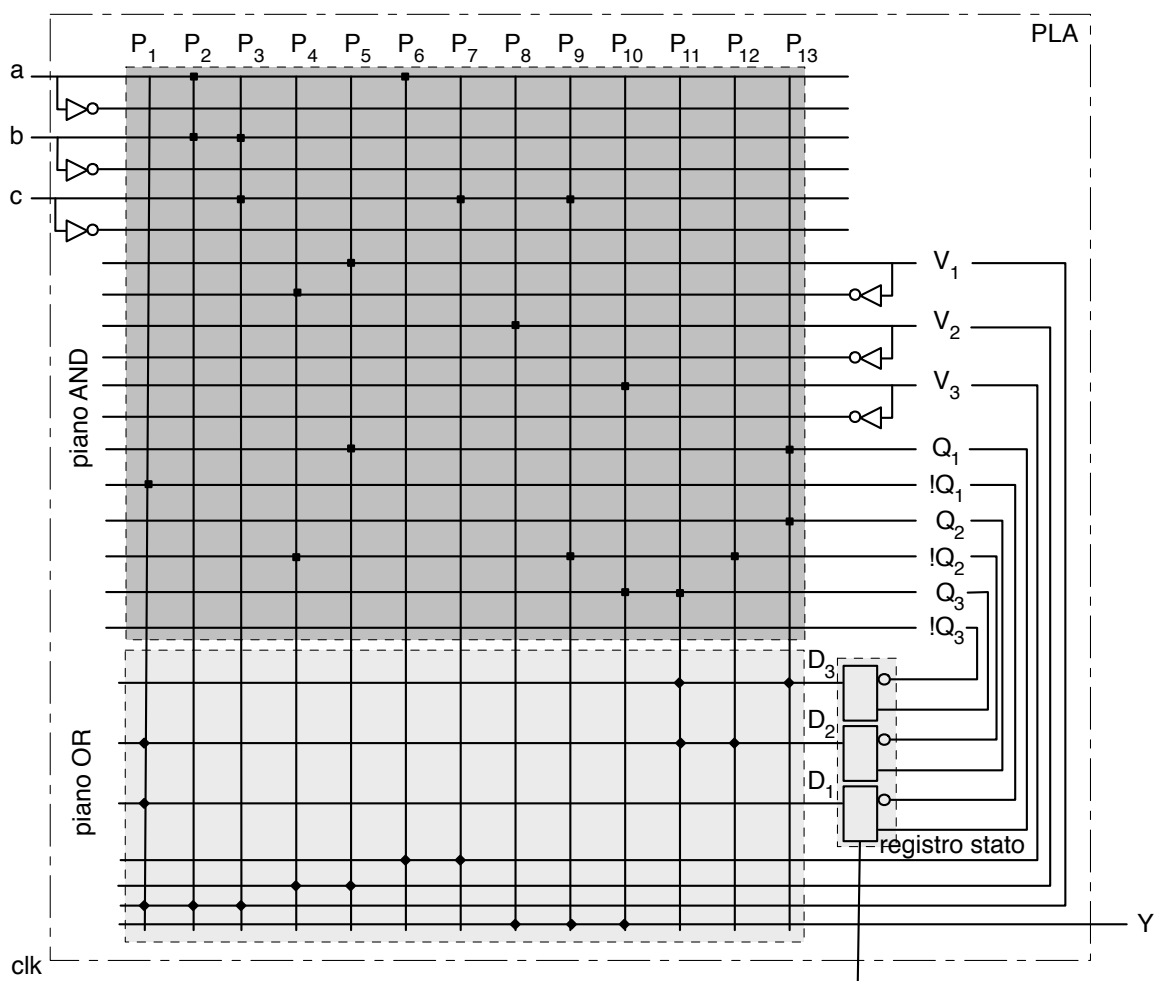 PLA
P1 P2 P3 P4 P5 P6 P7 P8 P9 P10 P11 P12 P13
a
b
c
V1
V2
V3
piano AND
Q1
!Q1
Q2
!Q2
Q3
!Q3
D3
D2
piano OR
D1
registro stato
Y
clk